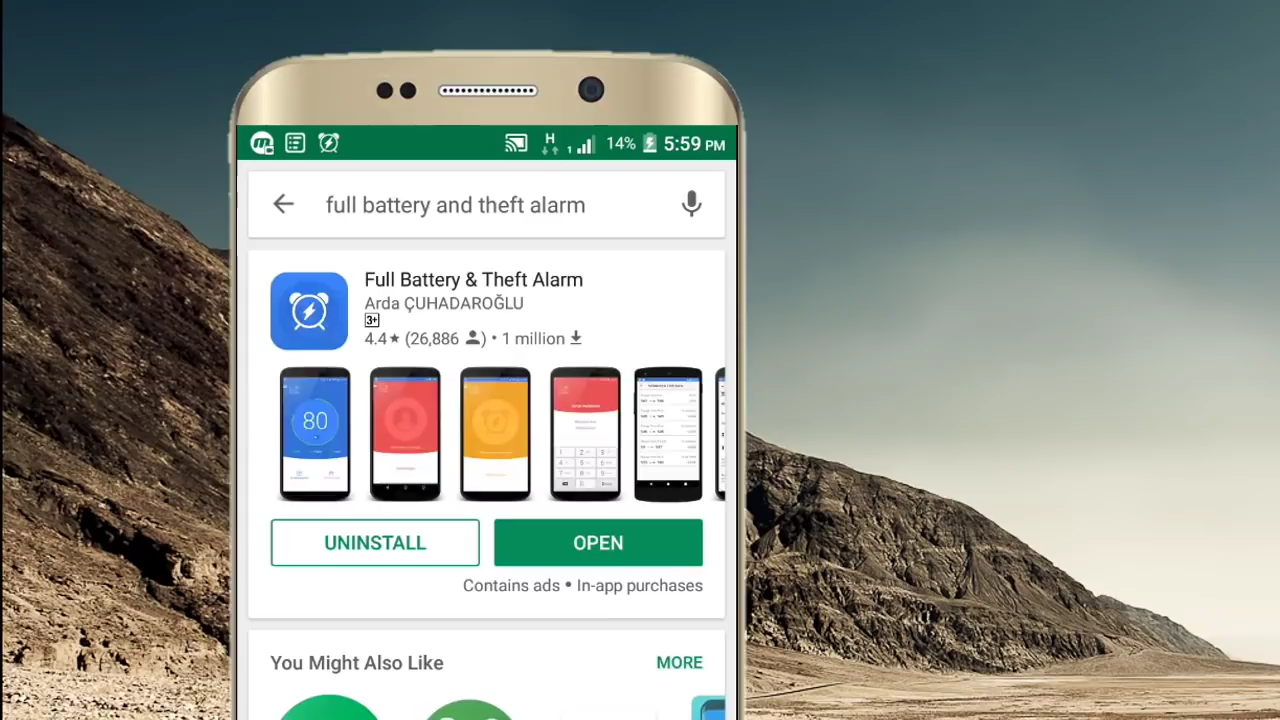 H
1
14%
5:59 PM
full battery and theft alarm
Full Battery & Theft Alarm
Arda ÇUHADAROĞLU
3+
4.4★ (26,886 ) • 1 million
80
UNINSTALL
OPEN
Contains ads • In-app purchases
You Might Also Like
MORE